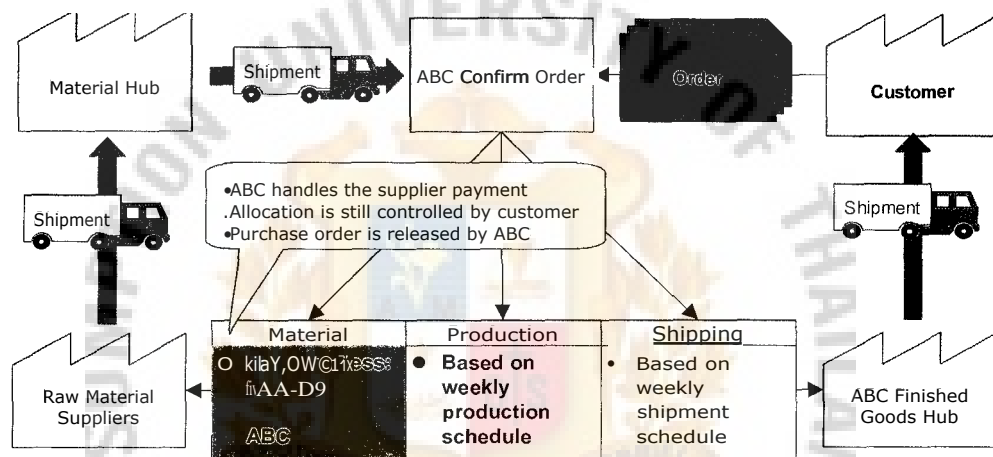 Material Hub
Shipment
ABC Confirm Order
Order
Customer
Shipment
•ABC handles the supplier payment
.Allocation is still controlled by customer
•Purchase order is released by ABC
Shipment
Material
Production
Shipping
ABC
● Based on
weekly
production
schedule
• Based on
weekly
shipment
schedule
Raw Material
Suppliers
ABC Finished
Goods Hub